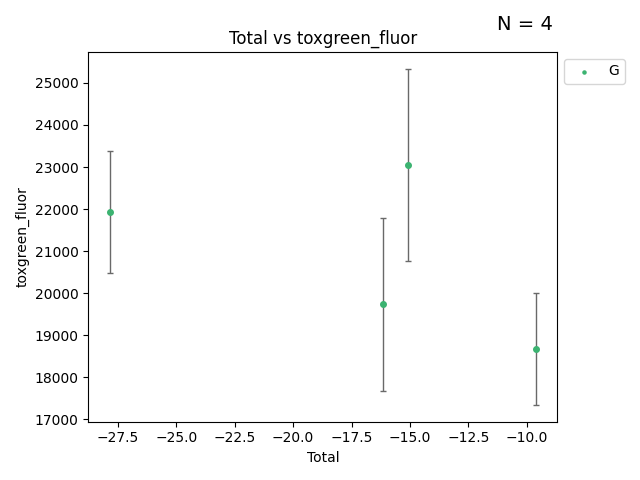 N = 4
Total vs toxgreen_fluor
G
25000
24000
23000
22000
21000
20000
19000
18000
17000
toxgreen_fluor
−27.5 −25.0 −22.5 −20.0 −17.5 −15.0 −12.5 −10.0
Total